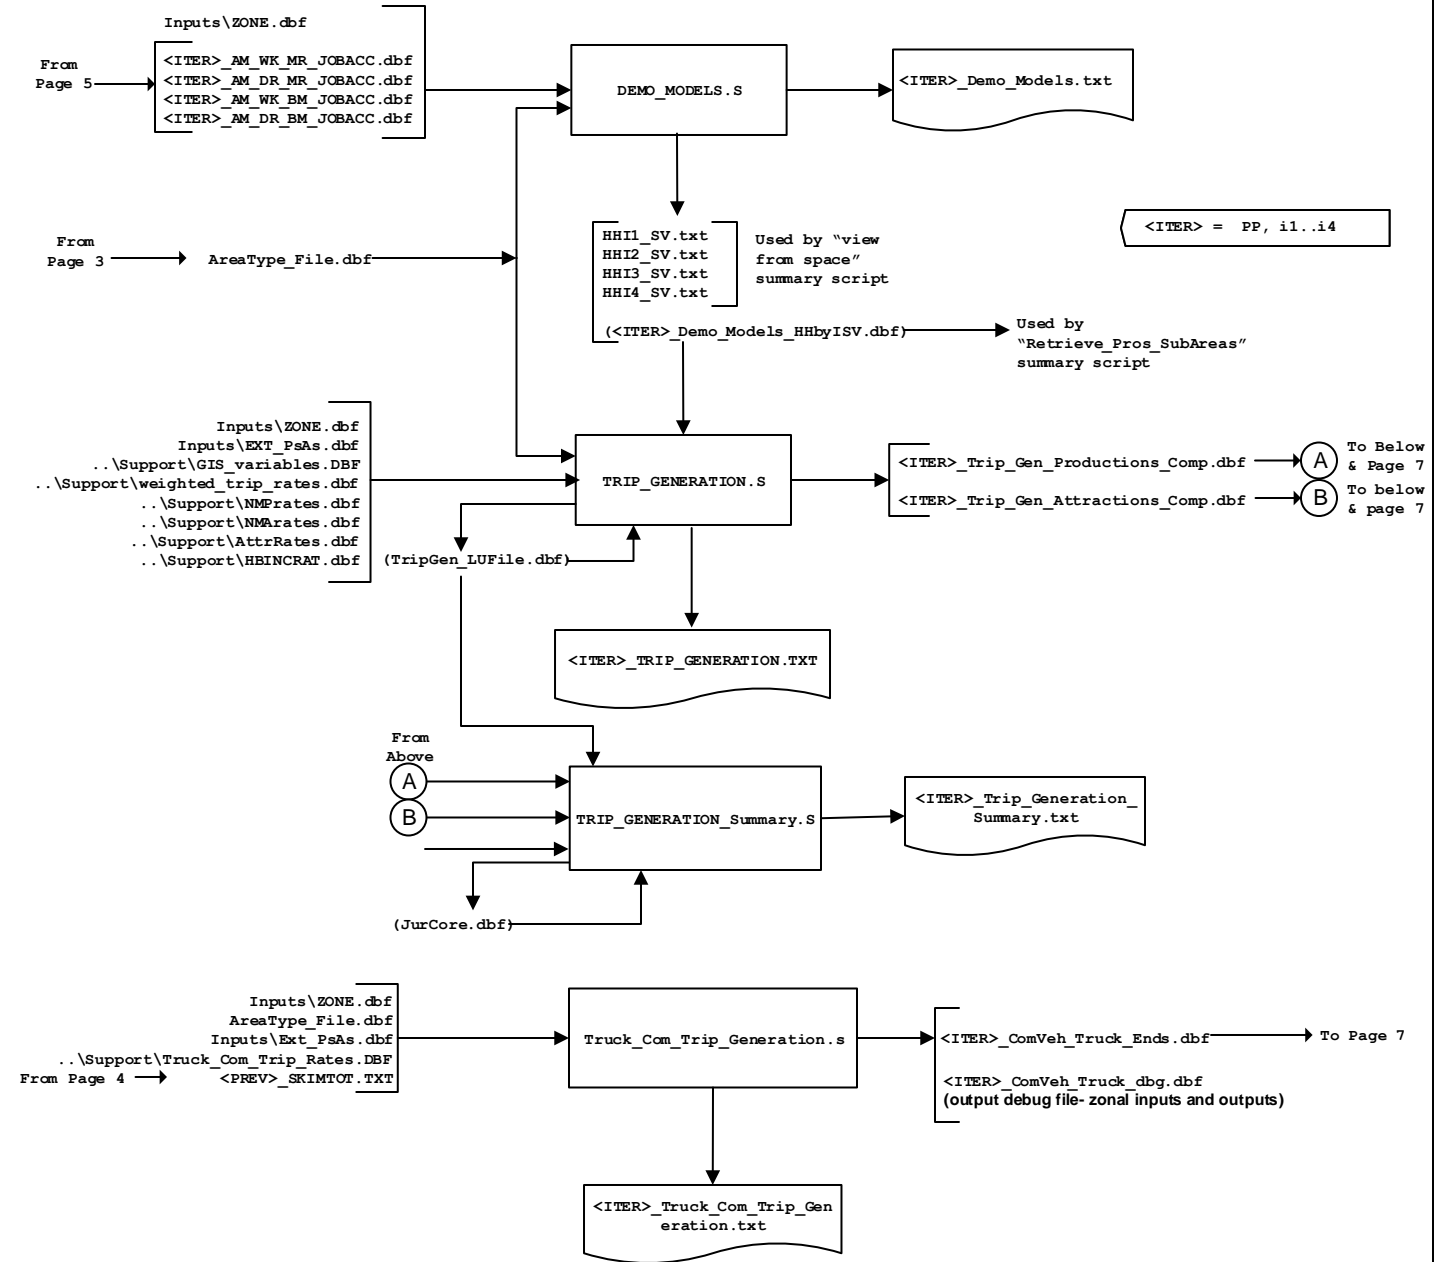 Inputs\ZONE.dbf
From
Page 5
<ITER>_AM_WK_MR_JOBACC.dbf
<ITER>_AM_DR_MR_JOBACC.dbf
<ITER>_AM_WK_BM_JOBACC.dbf
<ITER>_AM_DR_BM_JOBACC.dbf
DEMO_MODELS.S
<ITER>_Demo_Models.txt
<ITER> = PP, i1..i4
From
Page 3
AreaType_File.dbf
HHI1_SV.txt
HHI2_SV.txt
HHI3_SV.txt
HHI4_SV.txt
Used by “view
from space”
summary script
(<ITER>_Demo_Models_HHbyISV.dbf)
Used by
“Retrieve_Pros_SubAreas”
summary script
Inputs\ZONE.dbf
Inputs\EXT_PsAs.dbf
..\Support\GIS_variables.DBF
..\Support\weighted_trip_rates.dbf
..\Support\NMPrates.dbf
..\Support\NMArates.dbf
..\Support\AttrRates.dbf
..\Support\HBINCRAT.dbf
TRIP_GENERATION.S
<ITER>_Trip_Gen_Productions_Comp.dbf
A
To Below
& Page 7
<ITER>_Trip_Gen_Attractions_Comp.dbf
B
To below
& page 7
(TripGen_LUFile.dbf)
<ITER>_TRIP_GENERATION.TXT
From
Above
A
B
TRIP_GENERATION_Summary.S
<ITER>_Trip_Generation_
Summary.txt
(JurCore.dbf)
Inputs\ZONE.dbf
AreaType_File.dbf
Inputs\Ext_PsAs.dbf
..\Support\Truck_Com_Trip_Rates.DBF
From Page 4
<PREV>_SKIMTOT.TXT
Truck_Com_Trip_Generation.s
<ITER>_ComVeh_Truck_Ends.dbf
To Page 7
<ITER>_ComVeh_Truck_dbg.dbf
(output debug file- zonal inputs and outputs)
<ITER>_Truck_Com_Trip_Gen
eration.txt